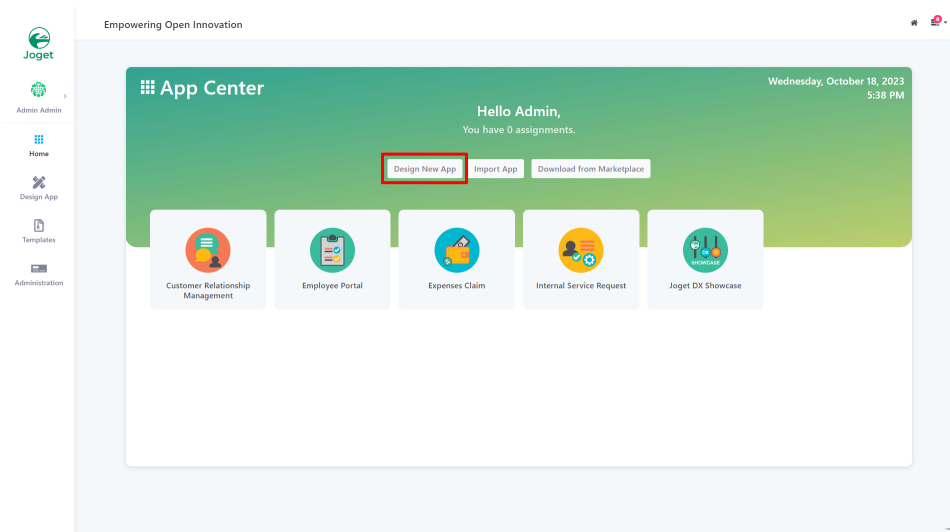 Empowering Open Innovation
0
Joget
Admin Admin
Home
Design App
Templates
Administration
App Center
Wednesday, October 18, 2023
5:38 PM
Hello Admin,
You have 0 assignments.
Design New App
Import App
Download from Marketplace
Customer Relationship
Management
Employee Portal
Expenses Claim
Internal Service Request
DX
SHOWCASE
Joget DX Showcase